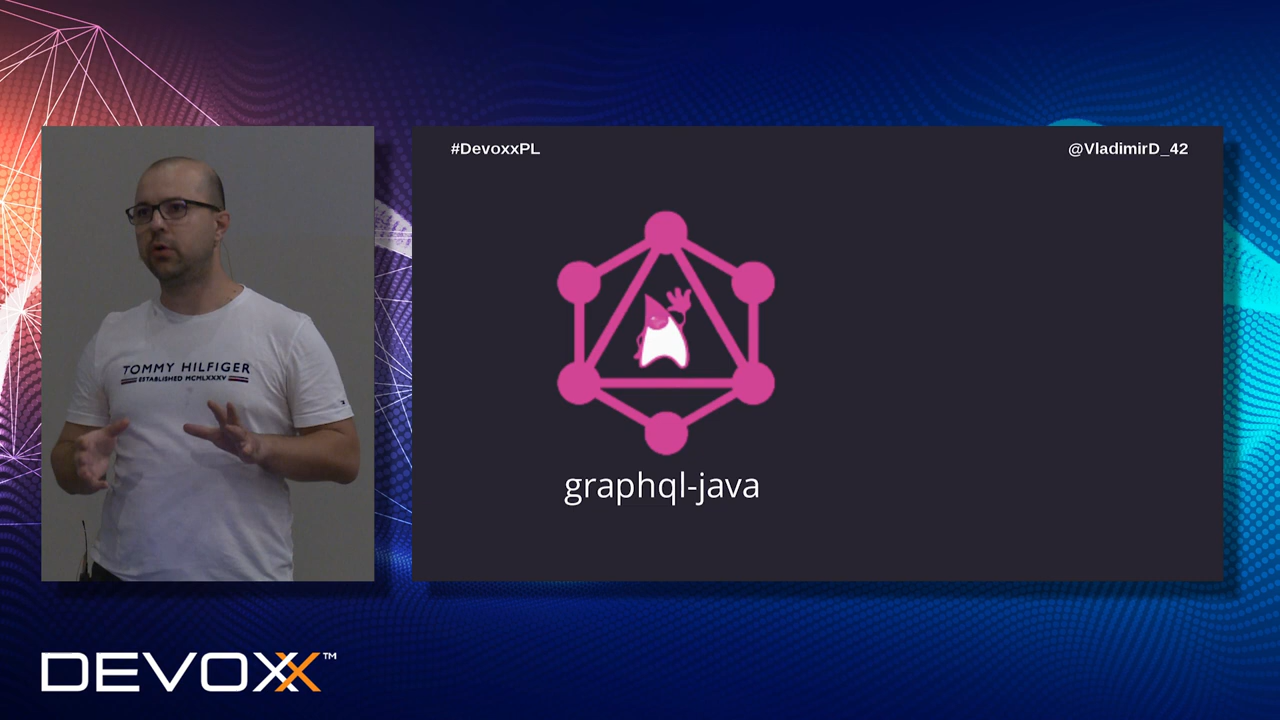 #DevoxxPL
@VladimirD_42
TOMMY HILFIGER
ESTABLISHED MCMLXXXV
graphql-java
DEVOXX™